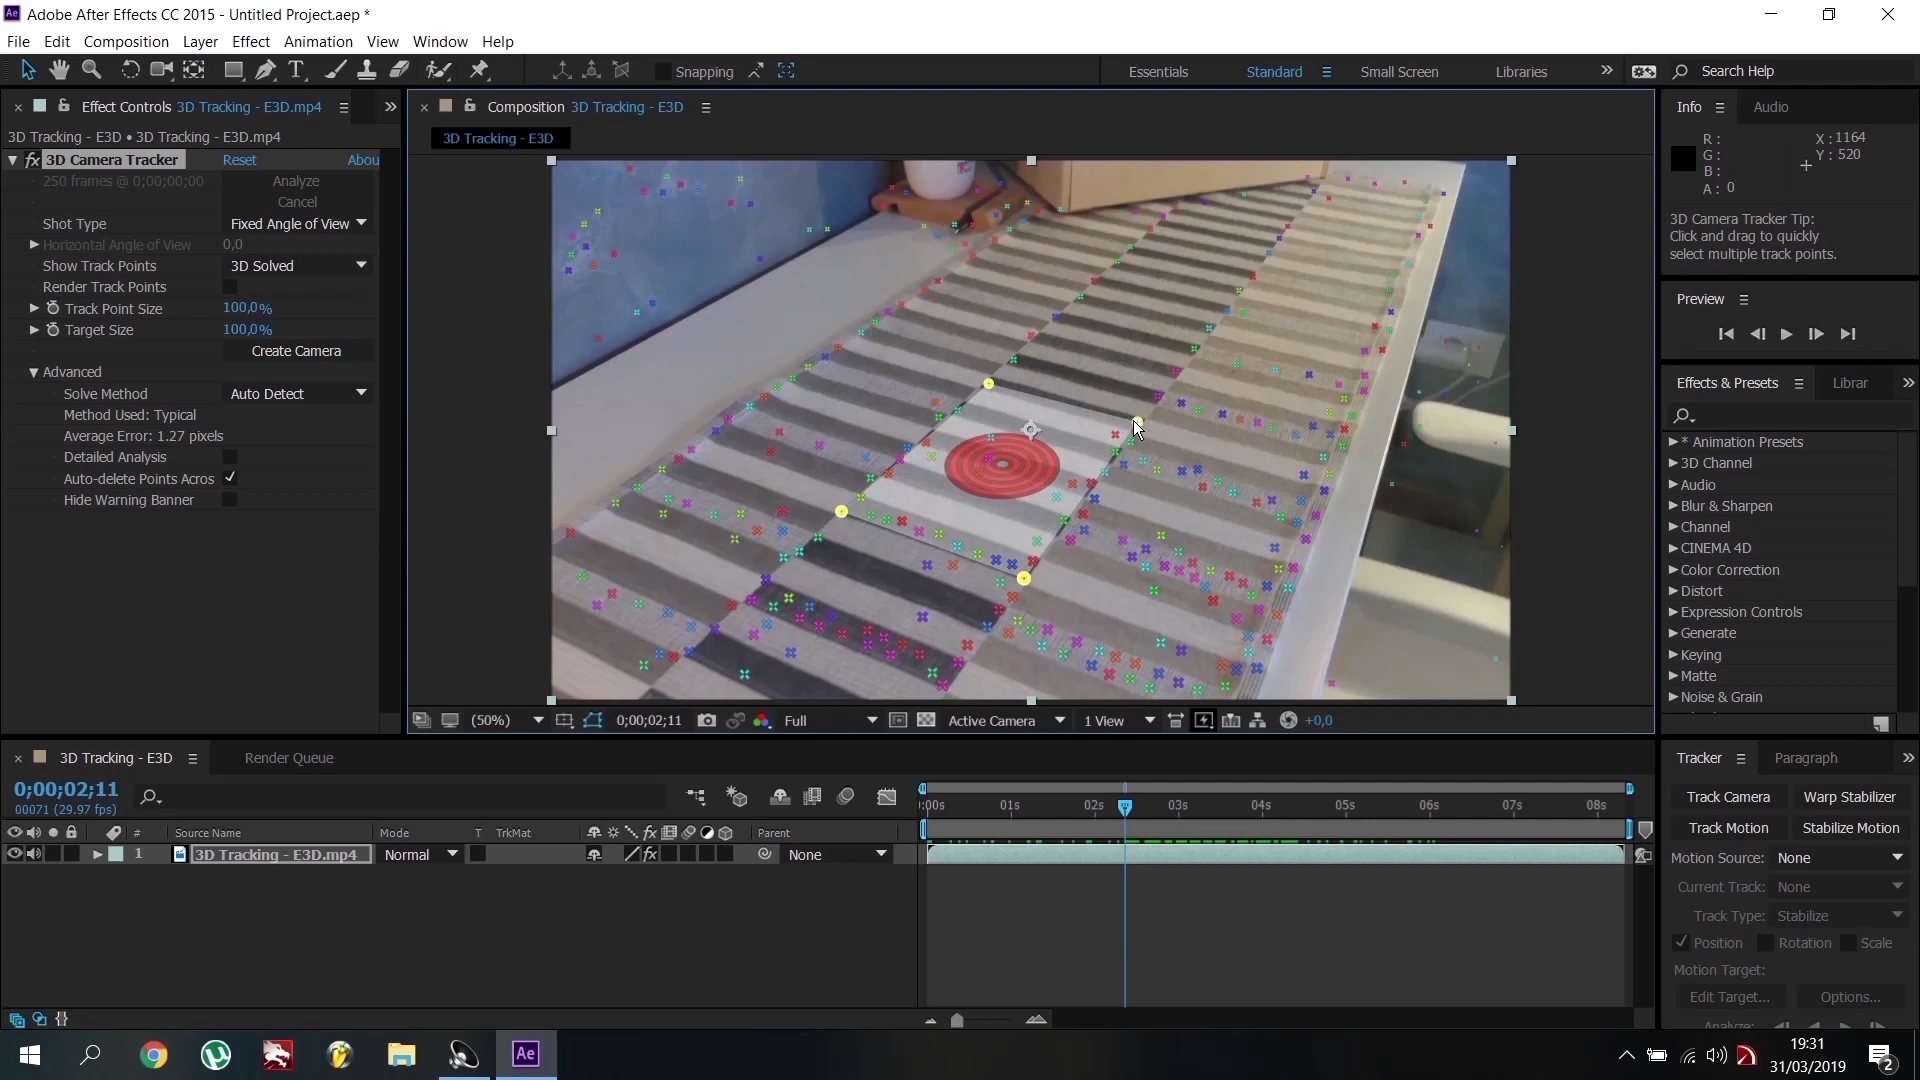 Adobe After Effects CC 2015 - Untitled Project.aep *
File Edit Composition Layer Effect Animation View Window Help
Snapping Essentials Standard Small Screen Libraries Search Help
Effect Controls 3D Tracking - E3D.mp4
3D Tracking - E3D • 3D Tracking - E3D.mp4
fx 3D Camera Tracker Reset Abou
250 frames @ 0;00;00;00 Analyze
Cancel
Shot Type Fixed Angle of View
Horizontal Angle of View 0,0
Show Track Points 3D Solved
Render Track Points
Track Point Size 100,0%
Target Size 100,0%
Create Camera
Advanced
Solve Method Auto Detect
Method Used: Typical
Average Error: 1.27 pixels
Detailed Analysis
Auto-delete Points Acros
Hide Warning Banner
Composition 3D Tracking - E3D
3D Tracking - E3D
(50%) 0;00;02;11 Full Active Camera 1 View +0,0
Info Audio
R :
G :
B :
A : 0
X : 1164
Y : 520
3D Camera Tracker Tip:
Click and drag to quickly
select multiple track points.
Preview
Effects & Presets Librar
* Animation Presets
3D Channel
Audio
Blur & Sharpen
Channel
CINEMA 4D
Color Correction
Distort
Expression Controls
Generate
Keying
Matte
Noise & Grain
3D Tracking - E3D Render Queue
0;00;02;11
00071 (29.97 fps)
# Source Name Mode T TrkMat fx Parent
1 3D Tracking - E3D.mp4 Normal fx None
:00s 01s 02s 03s 04s 05s 06s 07s 08s
Tracker Paragraph
Track Camera Warp Stabilizer
Track Motion Stabilize Motion
Motion Source: None
Current Track: None
Track Type: Stabilize
Position Rotation Scale
Motion Target:
Edit Target... Options...
Analyze:
Ae
19:31
31/03/2019
2